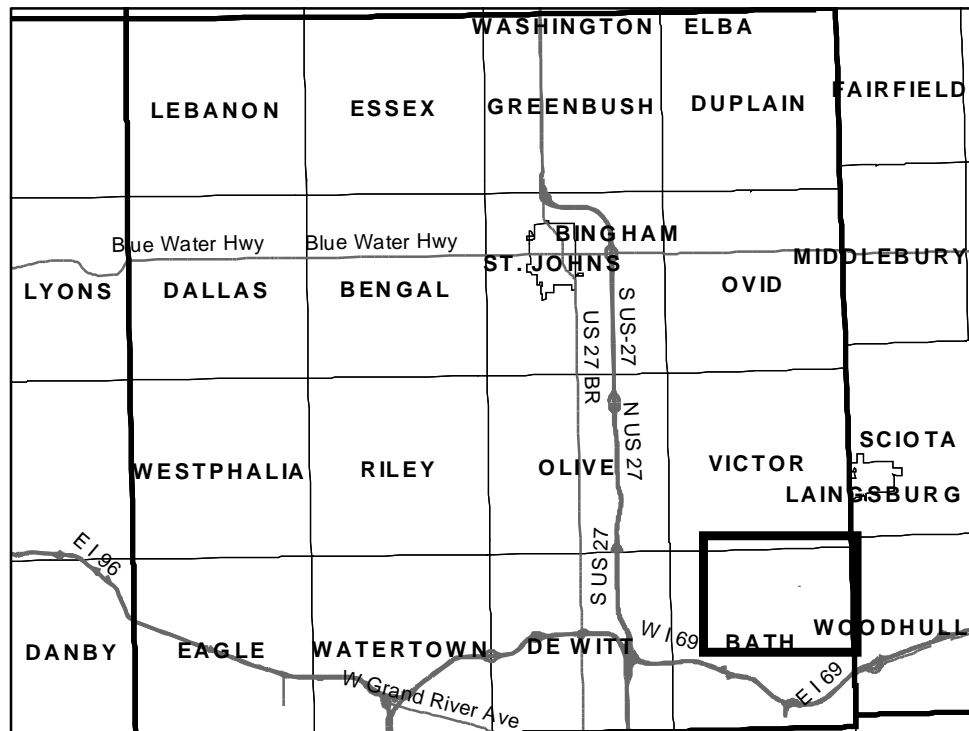 WASHINGTON
ELBA
FAIRFIELD
LEBANON
ESSEX
GREENBUSH
DUPLAIN
Blue Water Hwy
Blue Water Hwy
BINGHAM
ST. JOHNS
MIDDLEBURY
LYONS
DALLAS
BENGAL
OVID
S US-27
US 27 BR
N US 27
SCIOTA
WESTPHALIA
RILEY
OLIVE
VICTOR
LAINGSBURG
E I 96
S US 27
W I 69
DANBY
EAGLE
WATERTOWN
DE WITT
BATH
WOODHULL
W Grand River Ave
E I 69